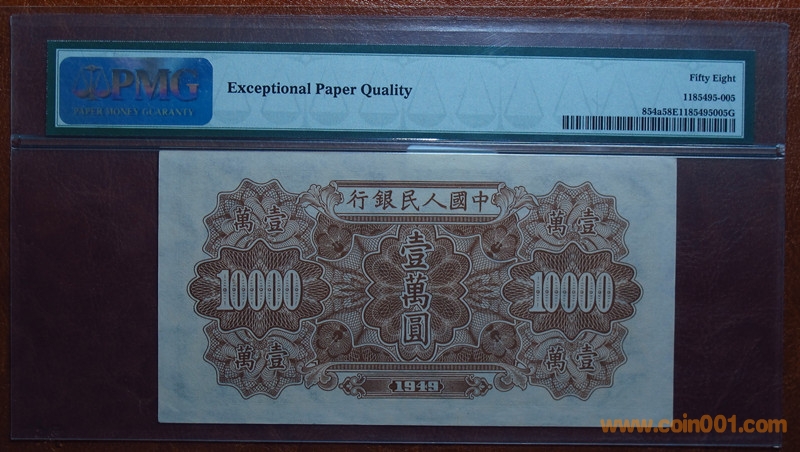 PMG
PAPER MONEY GUARANTY
Exceptional Paper Quality
Fifty Eight
1185495-005
854a58E1185495005G
行銀民人國中
萬壹
萬壹
10000
壹萬圓
10000
萬壹
萬壹
1949
www.coin001.com